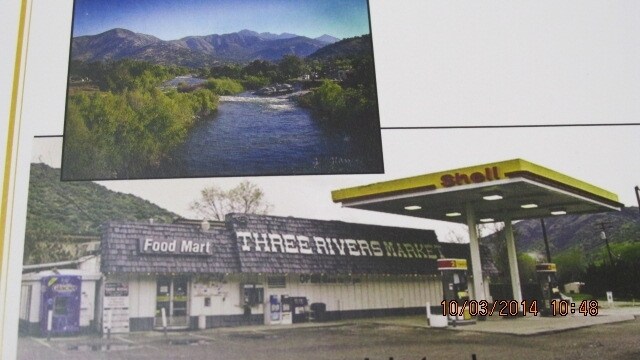 Shell
Food Mart
THREE RIVERS MARKET
10/03/2014 10:48